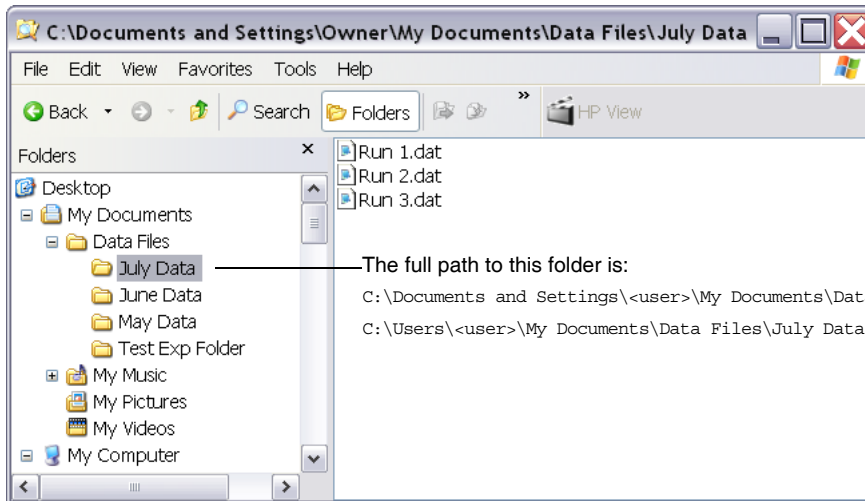 C:\Documents and Settings\Owner\My Documents\Data Files\July Data
File Edit View Favorites Tools Help
Back Search Folders » HP View
Folders ×
Desktop
My Documents
Data Files
July Data
June Data
May Data
Test Exp Folder
My Music
My Pictures
My Videos
My Computer
Run 1.dat
Run 2.dat
Run 3.dat
The full path to this folder is:
C:\Documents and Settings\<user>\My Documents\Dat
C:\Users\<user>\My Documents\Data Files\July Data